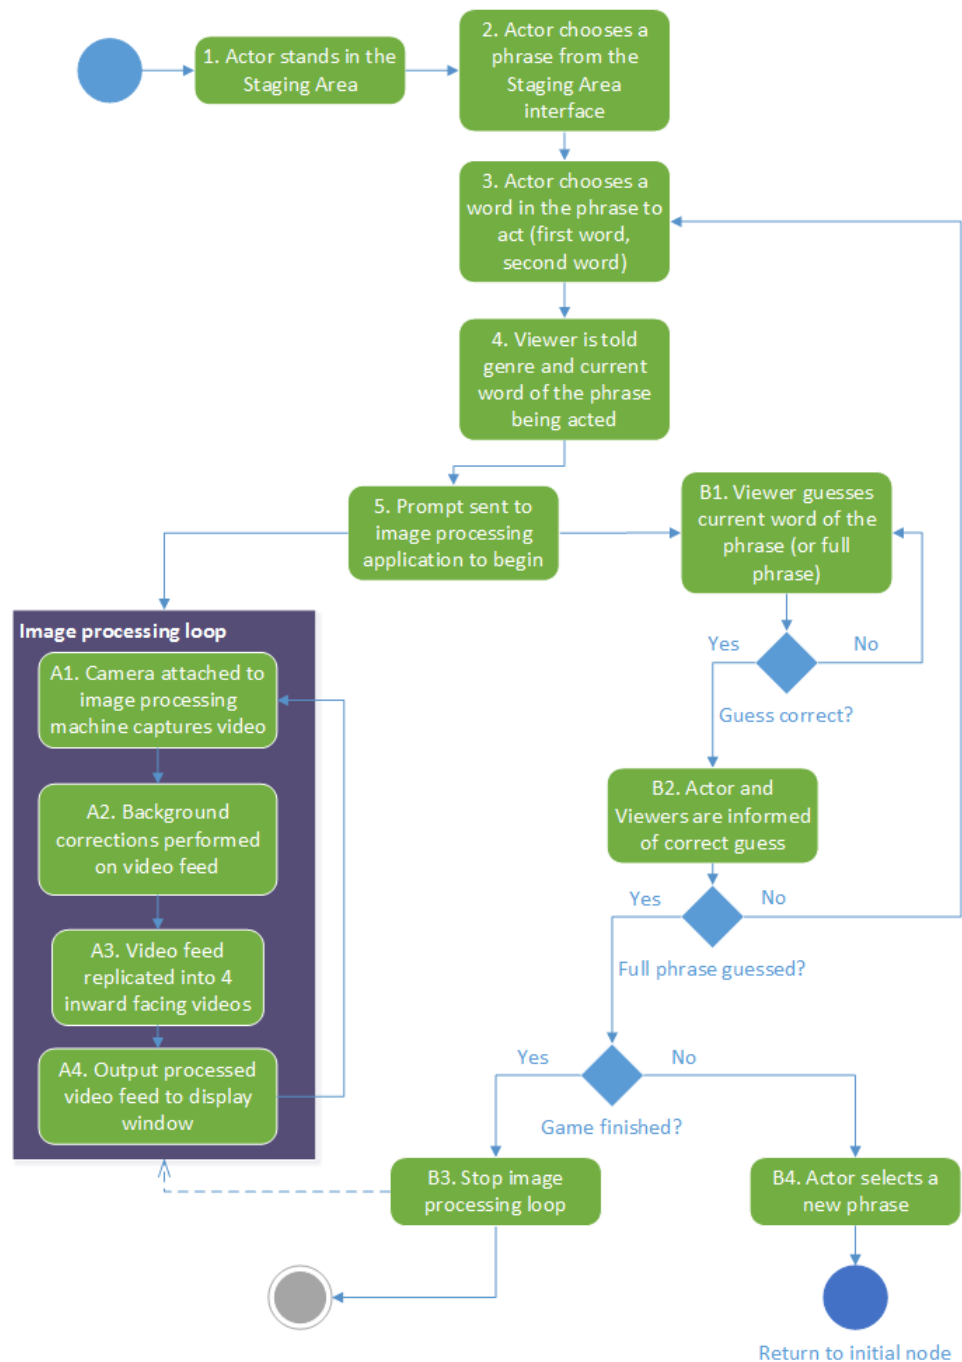 1. Actor stands in the
Staging Area
2. Actor chooses a
phrase from the
Staging Area
interface
3. Actor chooses a
word in the phrase to
act (first word,
second word)
4. Viewer is told
genre and current
word of the phrase
being acted
5. Prompt sent to
image processing
application to begin
B1. Viewer guesses
current word of the
phrase (or full
phrase)
Image processing loop
A1. Camera attached to
image processing
machine captures video
A2. Background
corrections performed
on video feed
A3. Video feed
replicated into 4
inward facing videos
A4. Output processed
video feed to display
window
Yes
No
Guess correct?
B2. Actor and
Viewers are informed
of correct guess
Yes
No
Full phrase guessed?
Yes
No
Game finished?
B3. Stop image
processing loop
B4. Actor selects a
new phrase
Return to initial node